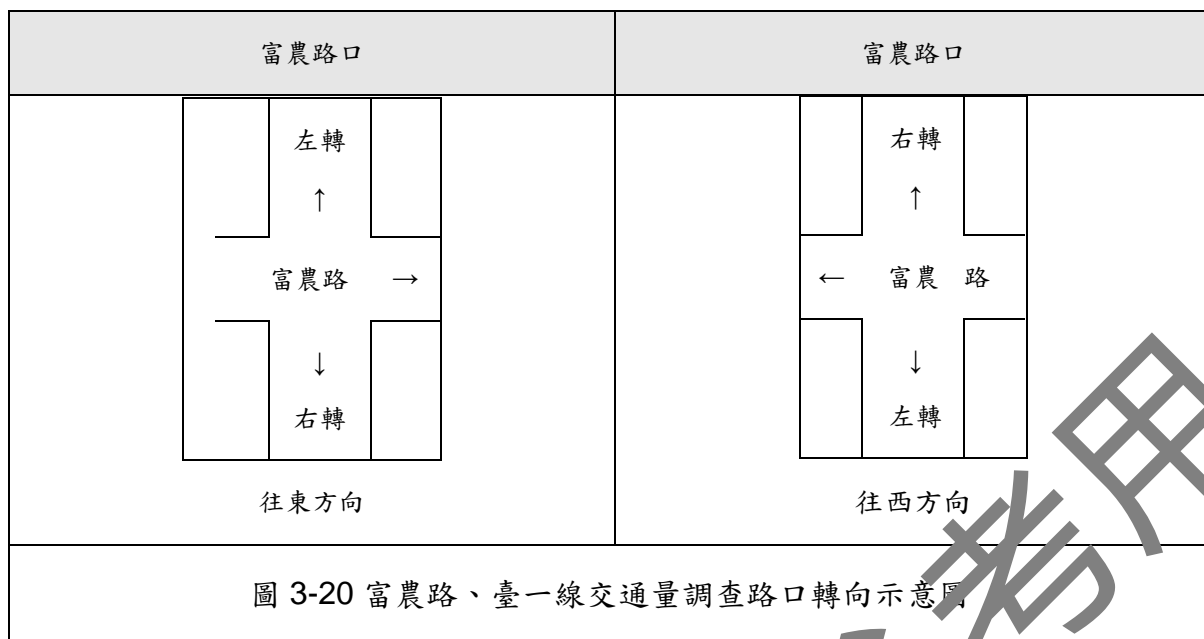 富農路口
富農路口
左轉
↑
富農路 →
↓
右轉
往東方向
右轉
↑
← 富農 路
↓
左轉
往西方向
圖 3-20 富農路、臺一線交通量調查路口轉向示意圖
考用